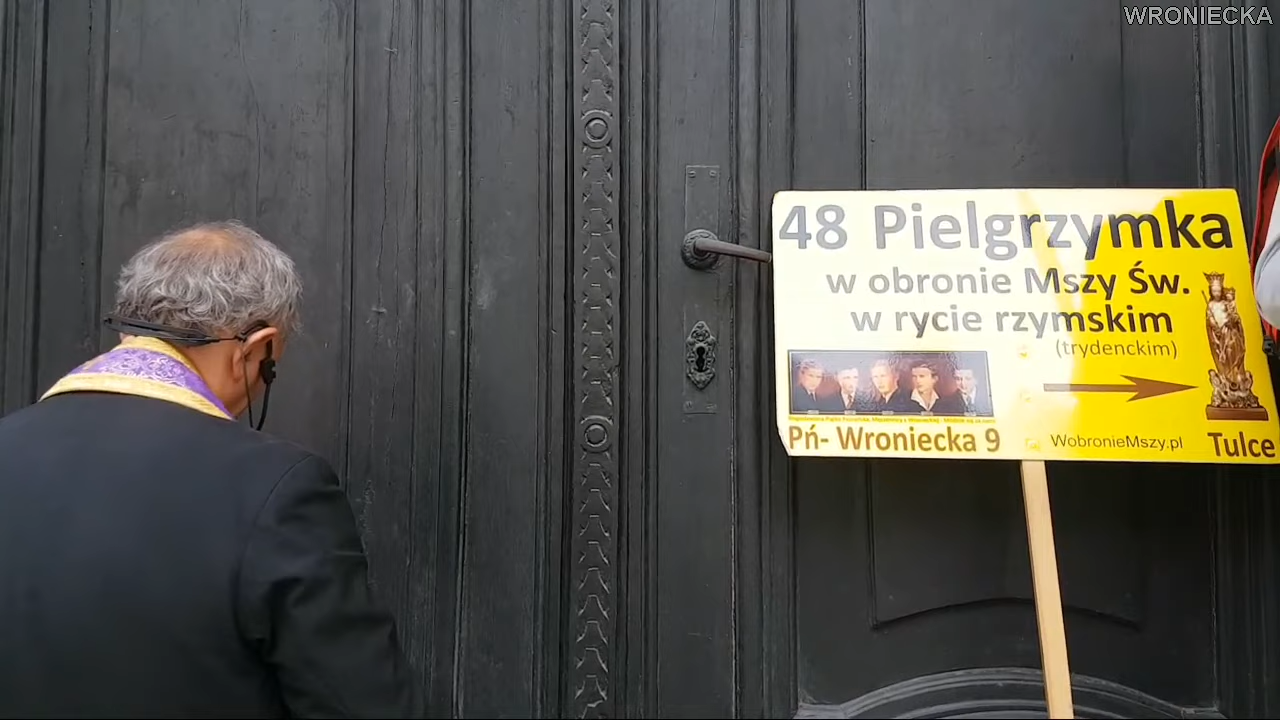 WRONIECKA
48 Pielgrzymka
w obronie Mszy Św.
w rycie rzymskim
(trydenckim)
Pń- Wroniecka 9
WobronieMszy.pl
Tulce